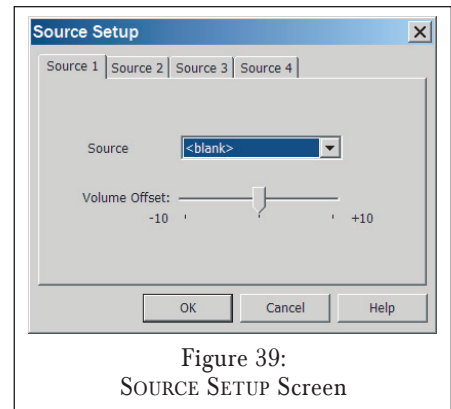 Source Setup
Source 1 Source 2 Source 3 Source 4
Source <blank>
Volume Offset:
-10 +10
OK Cancel Help
Figure 39:
SOURCE SETUP Screen